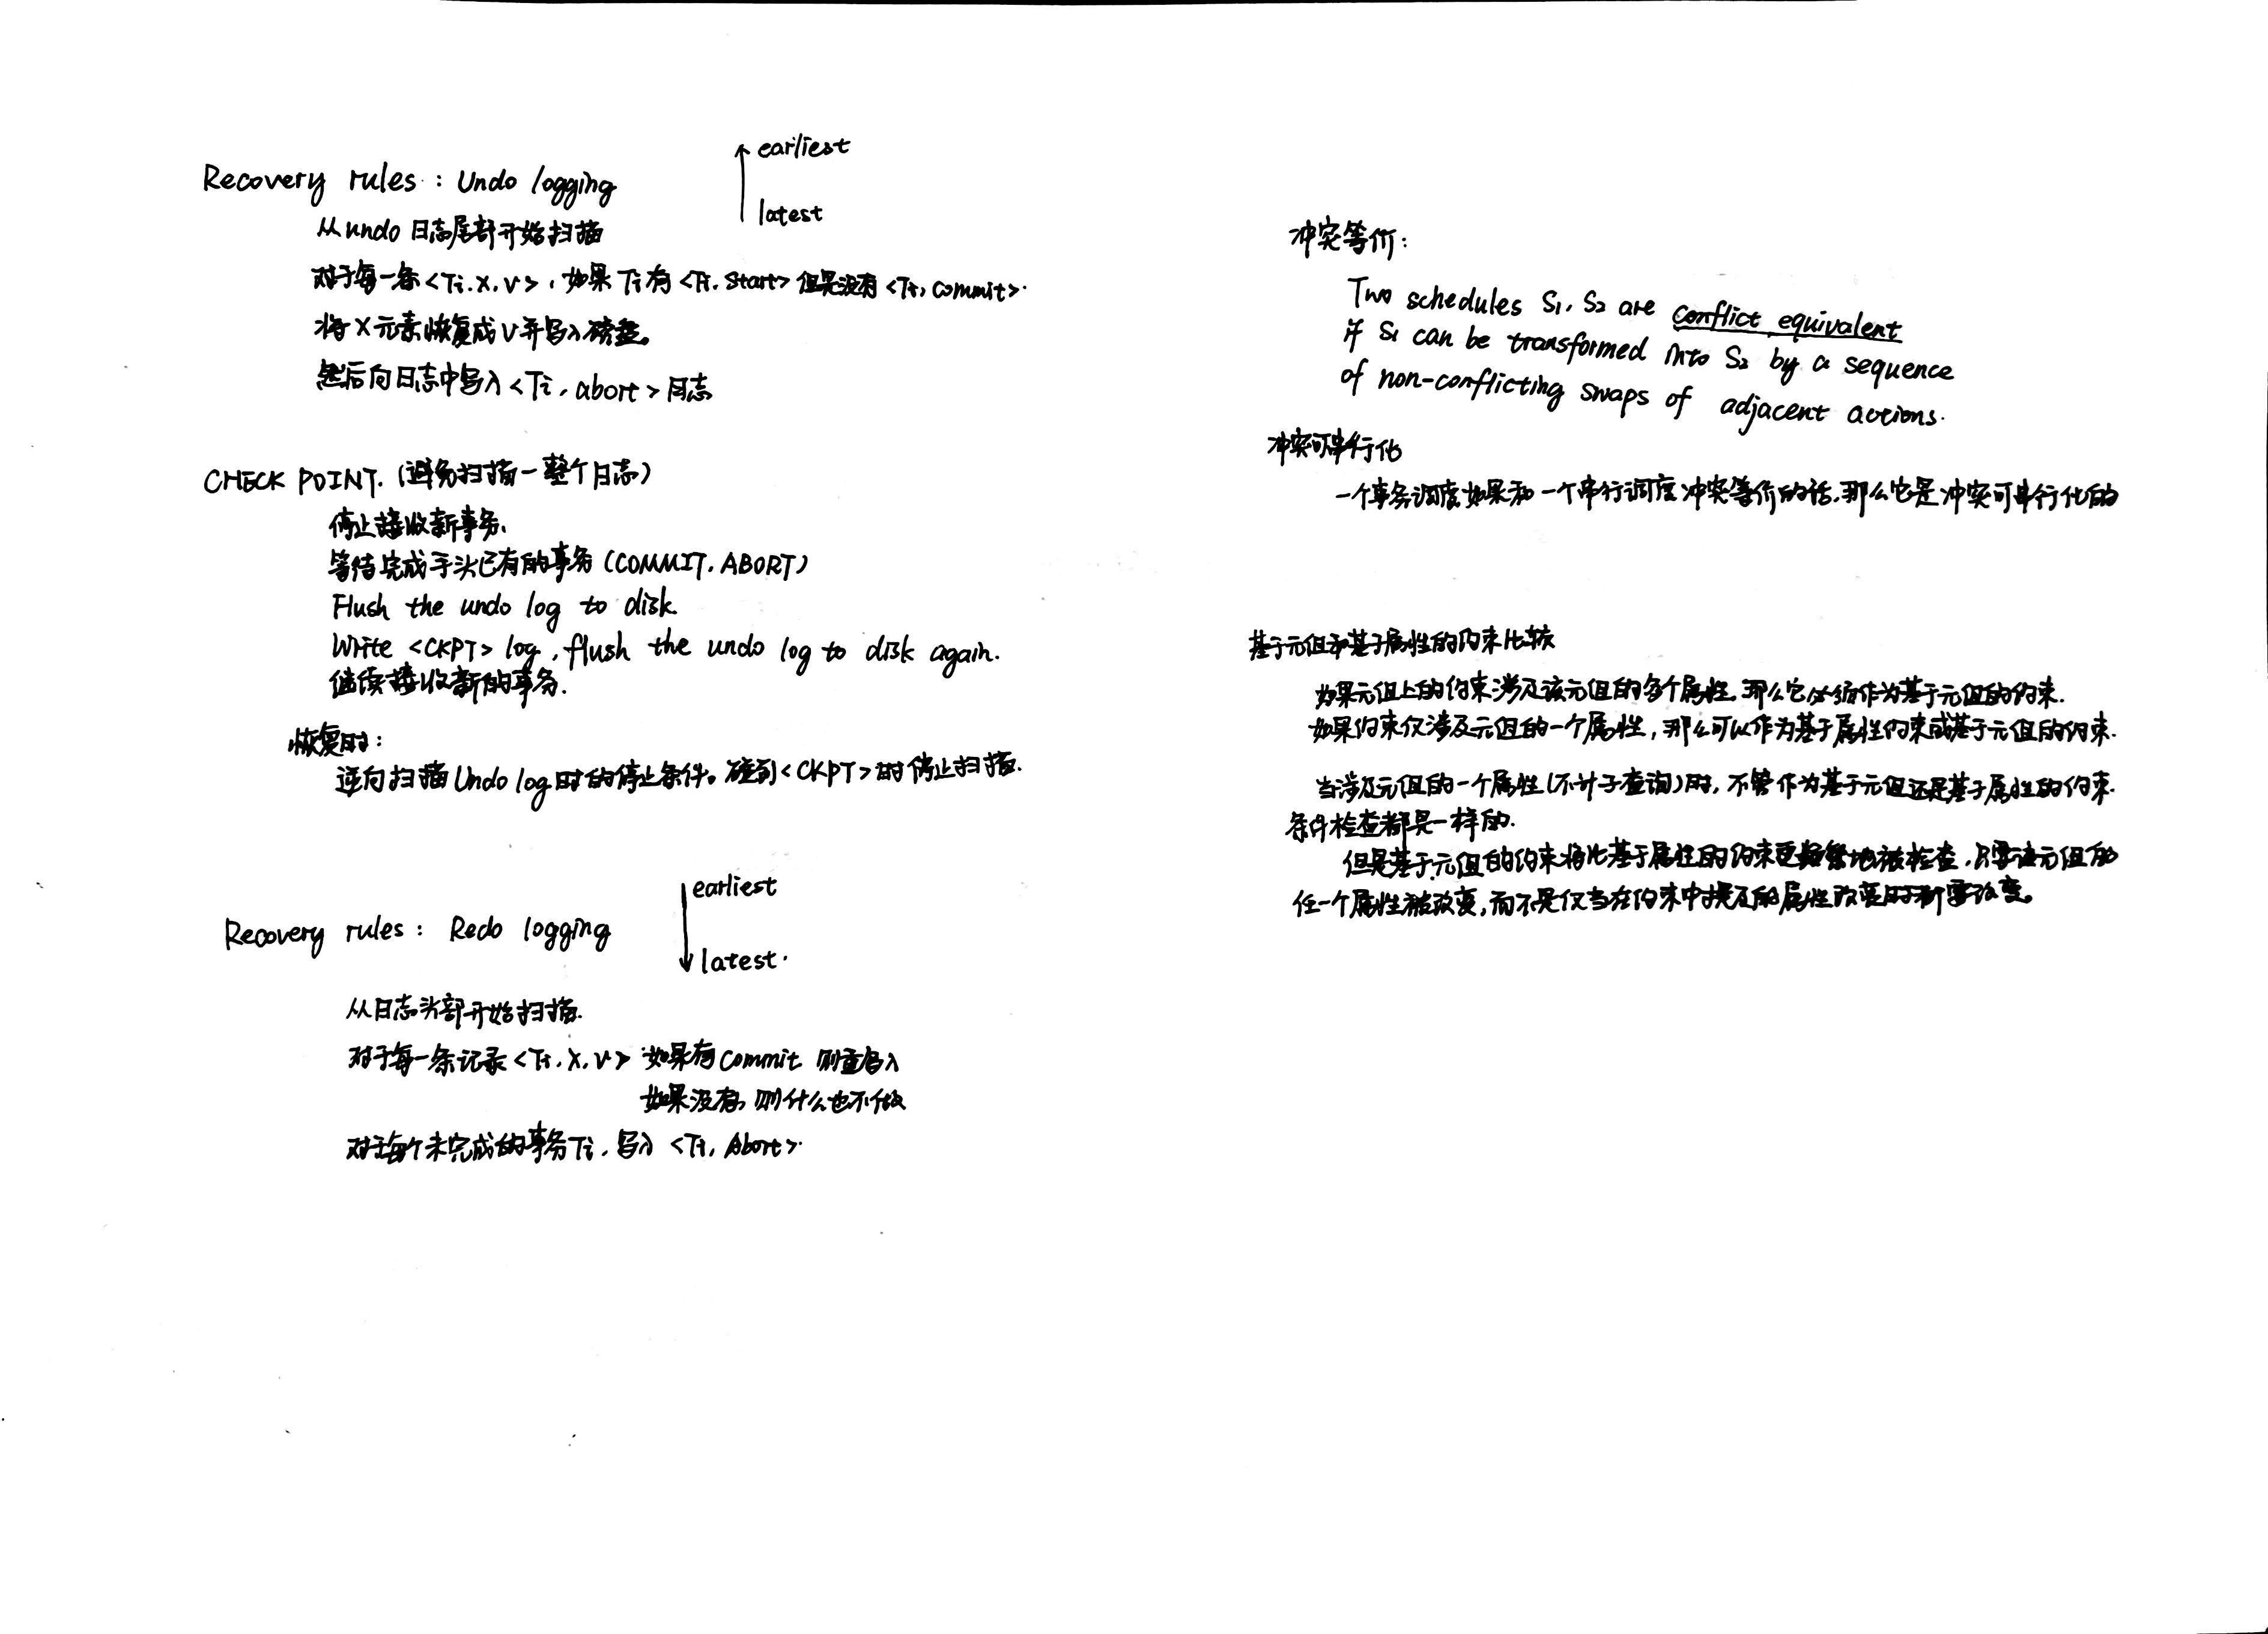 Recovery rules: Undo logging
earliest
latest
从undo日志尾部开始扫描
对于每一条<Ti.X.V>,如果Ti有<Ti.Start>但是没有<Ti,Commit>.
将X元素恢复成V并写入磁盘。
然后向日志中写入<Ti,abort>日志
CHECK POINT.(避免扫描一整个日志)
停止接收新事务、
等待完成手头已有的事务(COMMIT.ABORT)
Flush the undo log to disk.
Write <CKPT> log, flush the undo log to disk again.
继续接收新的事务.
恢复时:
逆向扫描Undo log时的停止条件。碰到<CKPT>时停止扫描.
Recovery rules: Redo logging
earliest
latest.
从日志头部开始扫描.
对于每一条记录<Ti.X.V> 如果有Commit 则重写入
如果没有,则什么也不做
对于每个未完成的事务Ti,写入<Ti,Abort>.
冲突等价:
Two schedules S1,S2 are conflict equivalent
if S1 can be transformed into S2 by a sequence
of non-conflicting swaps of adjacent actions.
冲突可串行化
一个事务调度如果和一个串行调度冲突等价的话,那么它是冲突可串行化的
基于元组和基于属性的约束比较
如果元组上的约束涉及该元组的多个属性,那么它必须作为基于元组的约束.
如果约束仅涉及元组的一个属性,那么可以作为基于属性约束或基于元组的约束.
当涉及元组的一个属性(不计子查询)时,不管作为基于元组还是基于属性的约束.
条件检查都是一样的.
但是基于元组的约束将比基于属性的约束更频繁地被检查,只要该元组的
任一个属性被改变,而不是仅当在约束中提及的属性改变时才需改变。